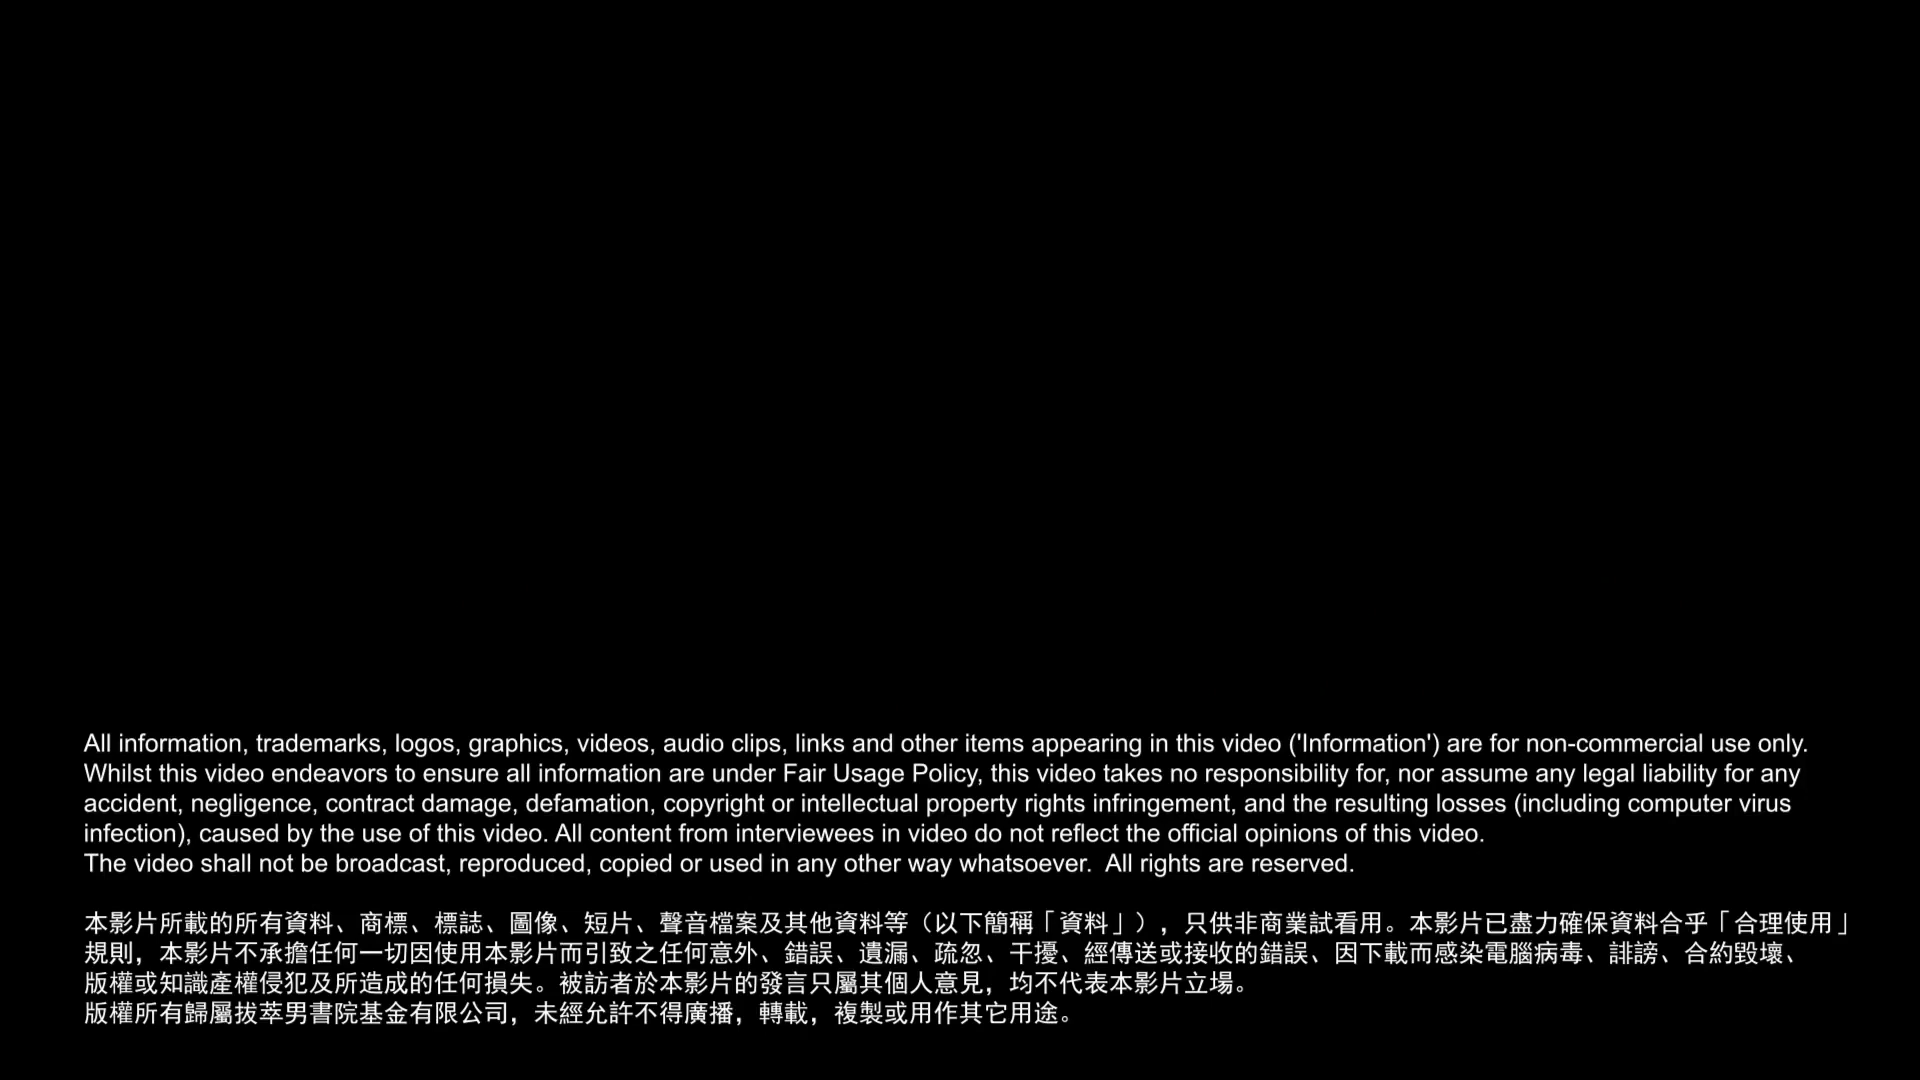 All information, trademarks, logos, graphics, videos, audio clips, links and other items appearing in this video ('Information') are for non-commercial use only.
Whilst this video endeavors to ensure all information are under Fair Usage Policy, this video takes no responsibility for, nor assume any legal liability for any
accident, negligence, contract damage, defamation, copyright or intellectual property rights infringement, and the resulting losses (including computer virus
infection), caused by the use of this video. All content from interviewees in video do not reflect the official opinions of this video.
The video shall not be broadcast, reproduced, copied or used in any other way whatsoever.  All rights are reserved.
本影片所載的所有資料、商標、標誌、圖像、短片、聲音檔案及其他資料等（以下簡稱「資料」），只供非商業試看用。本影片已盡力確保資料合乎「合理使用」
規則，本影片不承擔任何一切因使用本影片而引致之任何意外、錯誤、遺漏、疏忽、干擾、經傳送或接收的錯誤、因下載而感染電腦病毒、誹謗、合約毀壞、
版權或知識產權侵犯及所造成的任何損失。被訪者於本影片的發言只屬其個人意見，均不代表本影片立場。
版權所有歸屬拔萃男書院基金有限公司，未經允許不得廣播，轉載，複製或用作其它用途。